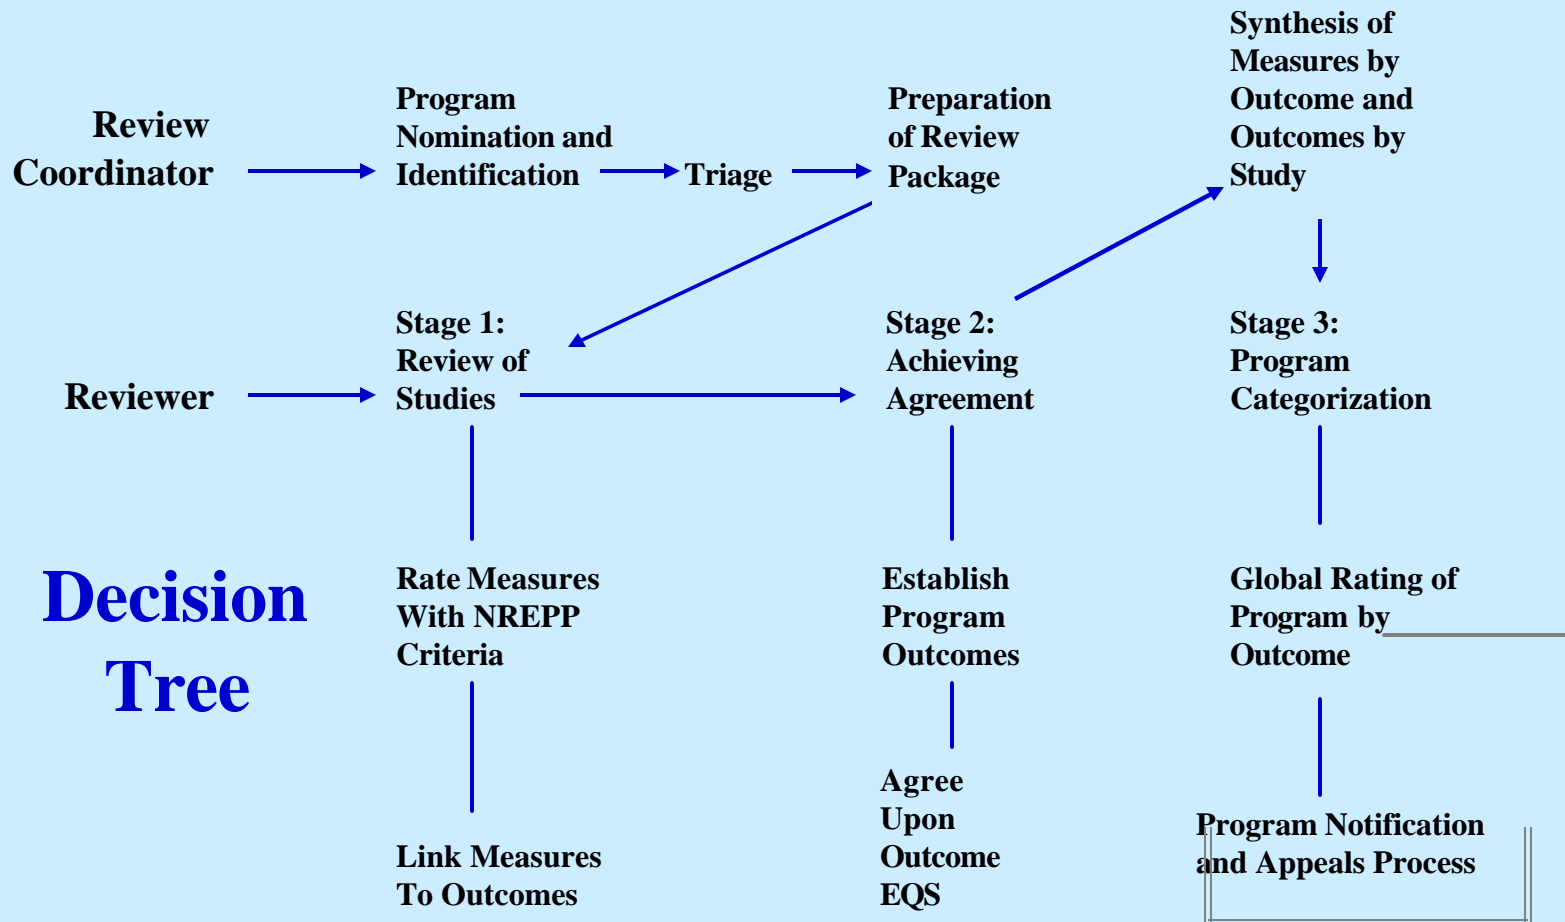 Review
Coordinator
Program
Nomination and
Identification
Triage
Preparation
of Review
Package
Synthesis of
Measures by
Outcome and
Outcomes by
Study
Reviewer
Stage 1:
Review of
Studies
Stage 2:
Achieving
Agreement
Stage 3:
Program
Categorization
Decision
Tree
Rate Measures
With NREPP
Criteria
Establish
Program
Outcomes
Global Rating of
Program by
Outcome
Link Measures
To Outcomes
Agree
Upon
Outcome
EQS
Program Notification
and Appeals Process